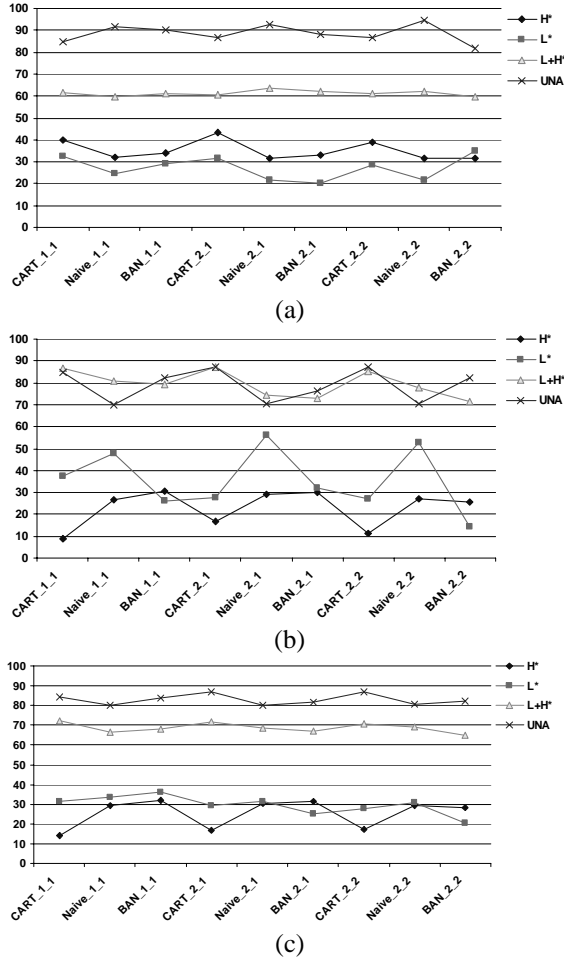 100
90
80
70
60
50
40
30
20
10
0
H*
L*
L+H*
UNA
CART_1_1
Naive_1_1
BAN_1_1
CART_2_1
Naive_2_1
BAN_2_1
CART_2_2
Naive_2_2
BAN_2_2
(a)
100
90
80
70
60
50
40
30
20
10
0
H*
L*
L+H*
UNA
CART_1_1
Naive_1_1
BAN_1_1
CART_2_1
Naive_2_1
BAN_2_1
CART_2_2
Naive_2_2
BAN_2_2
(b)
100
90
80
70
60
50
40
30
20
10
0
H*
L*
L+H*
UNA
CART_1_1
Naive_1_1
BAN_1_1
CART_2_1
Naive_2_1
BAN_2_1
CART_2_2
Naive_2_2
BAN_2_2
(c)